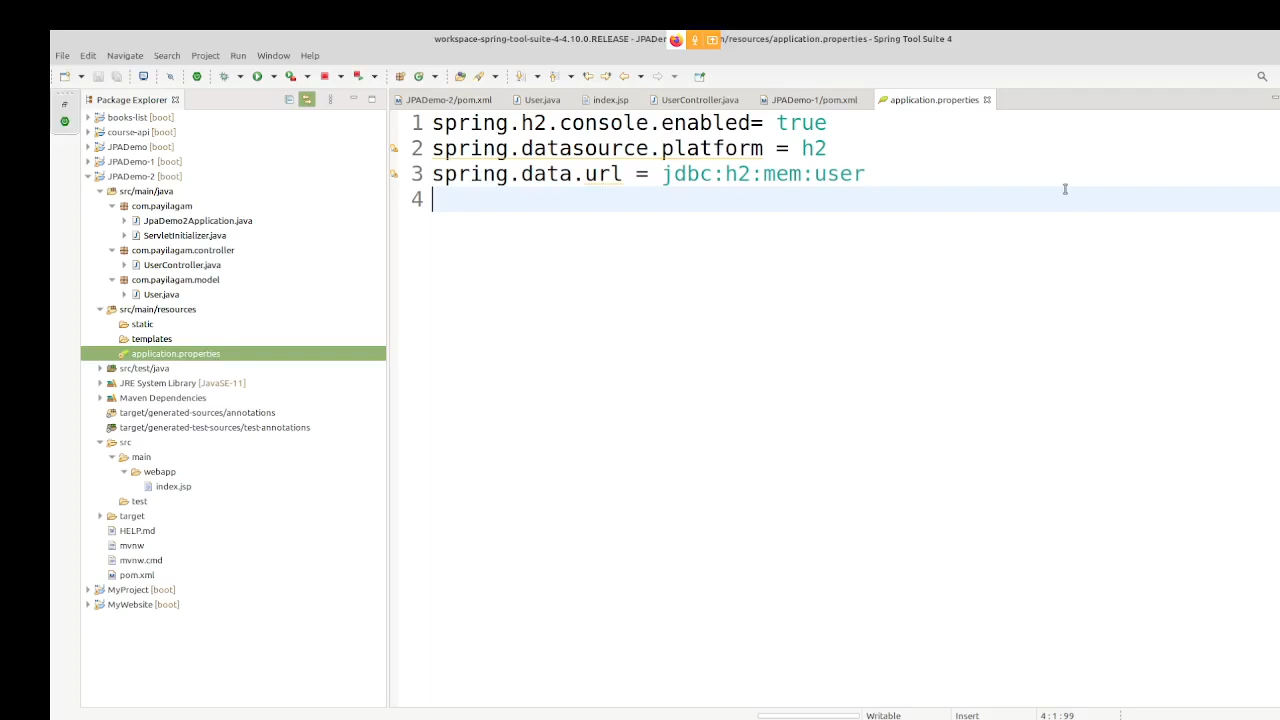 workspace-spring-tool-suite-4-4.10.0.RELEASE - JPADer n/resources/application.properties - Spring Tool Suite 4
File Edit Navigate Search Project Run Window Help
Package Explorer
JPADemo-2/pom.xml User.java index.jsp UserController.java JPADemo-1/pom.xml application.properties
books-list [boot]
course-api [boot]
JPADemo [boot]
JPADemo-1 [boot]
JPADemo-2 [boot]
src/main/java
com.payilagam
JpaDemo2Application.java
ServletInitializer.java
com.payilagam.controller
UserController.java
com.payilagam.model
User.java
src/main/resources
static
templates
application.properties
src/test/java
JRE System Library [JavaSE-11]
Maven Dependencies
target/generated-sources/annotations
target/generated-test-sources/test-annotations
src
main
webapp
index.jsp
test
target
HELP.md
mvnw
mvnw.cmd
pom.xml
MyProject [boot]
MyWebsite [boot]
1 spring.h2.console.enabled= true
2 spring.datasource.platform = h2
3 spring.data.url = jdbc:h2:mem:user
4
Writable Insert 4 : 1 : 99